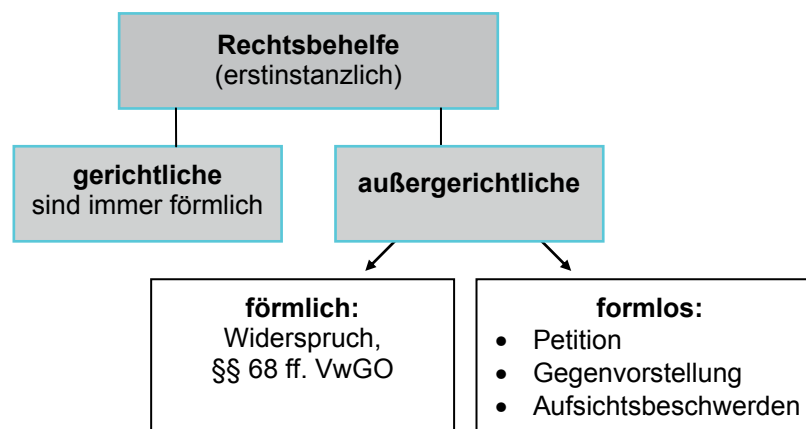 Rechtsbehelfe
(erstinstanzlich)
gerichtliche
sind immer förmlich
außergerichtliche
förmlich:
Widerspruch,
§§ 68 ff. VwGO
formlos:
• Petition
• Gegenvorstellung
• Aufsichtsbeschwerden